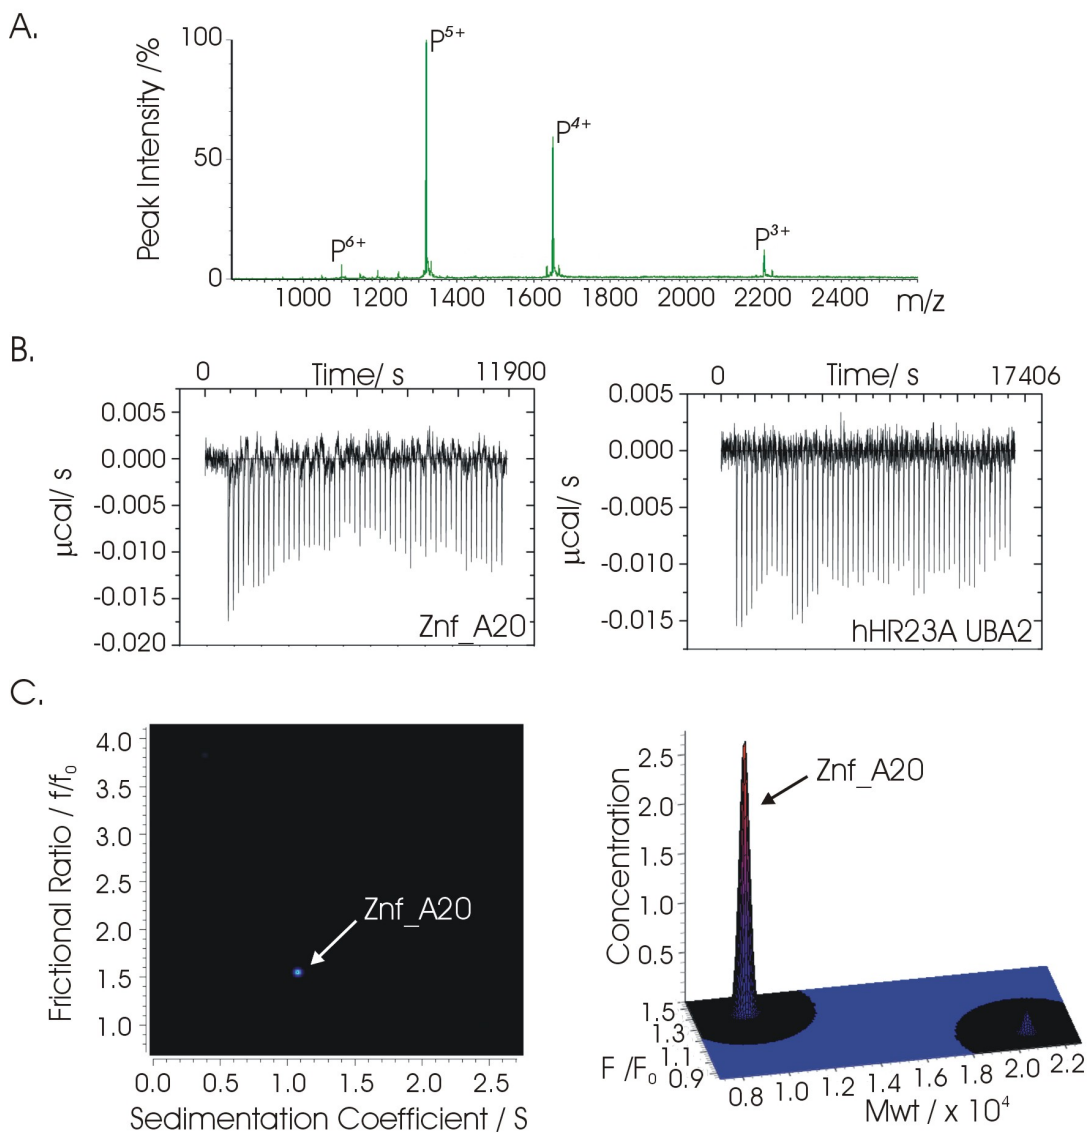 A.
Peak Intensity /%
100
50
0
P6+
P5+
P4+
P3+
1000 1200 1400 1600 1800 2000 2200 2400 m/z
B.
0 Time/ s 11900
0.005
0.000
-0.005
-0.010
-0.015
-0.020
μcal/ s
Znf_A20
0 Time/ s 17406
0.005
0.000
-0.005
-0.010
-0.015
μcal/ s
hHR23A UBA2
C.
Frictional Ratio / f/f0
4.0
3.5
3.0
2.5
2.0
1.5
1.0
Znf_A20
0.0 0.5 1.0 1.5 2.0 2.5
Sedimentation Coefficient / S
Concentration
2.5
2.0
1.5
1.0
0.5
Znf_A20
1.5
1.3
1.1
0.9
F /F0
0.8 1.0 1.2 1.4 1.6 1.8 2.0 2.2
Mwt / x 10⁴